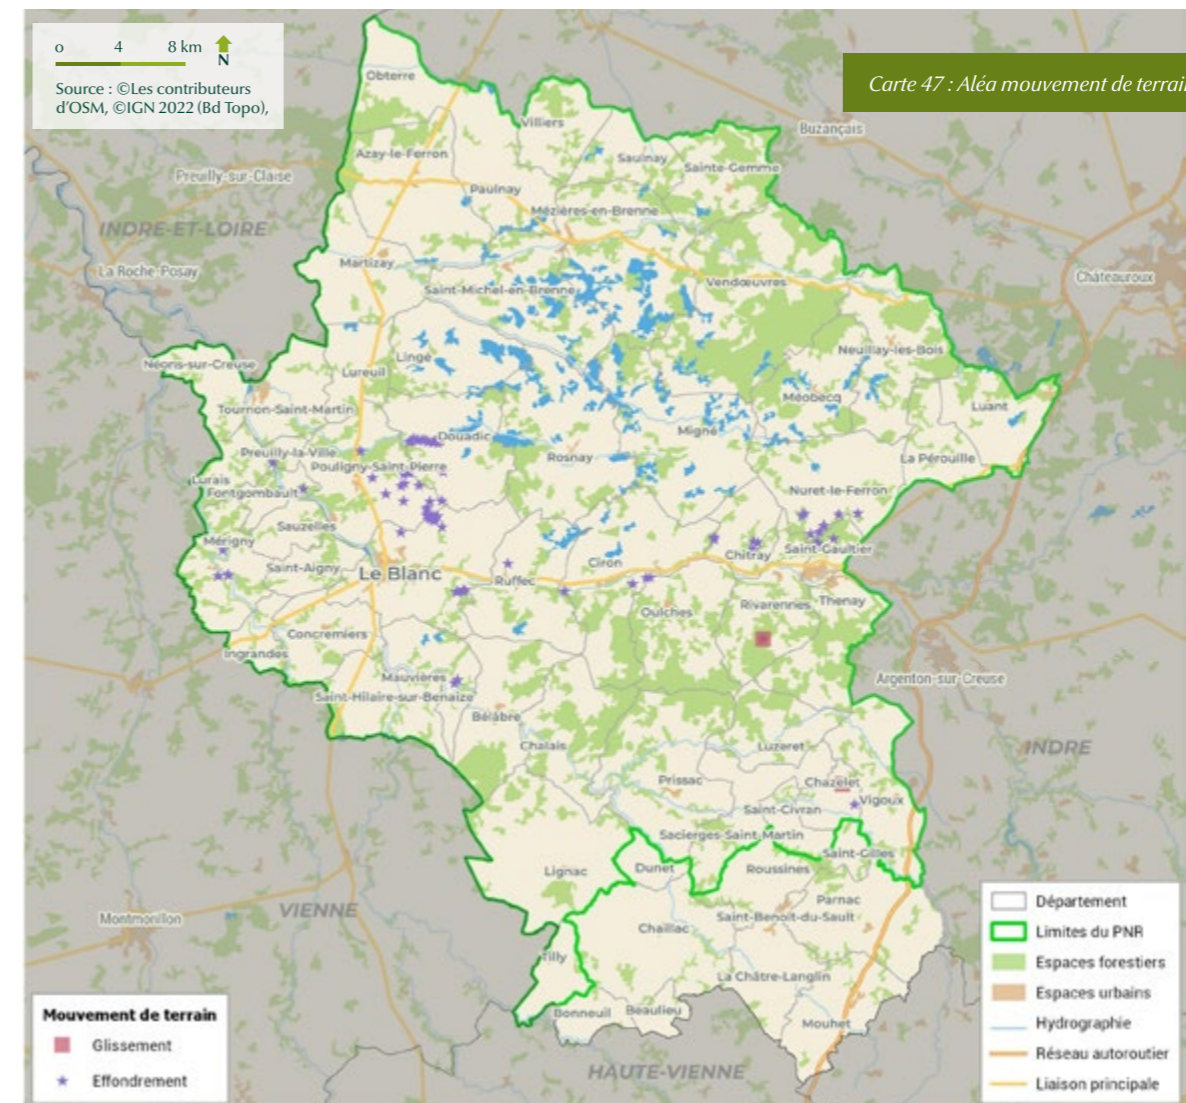 o 4 8 km
N
Source : ©Les contributeurs
d’OSM, ©IGN 2022 (Bd Topo),
Carte 47 : Aléa mouvement de terrain
Obterre
Villiers
Buzançais
Azay-le-Ferron
Saulnay
Sainte-Gemme
Preuilly-sur-Claise
Paulnay
Mézières-en-Brenne
INDRE-ET-LOIRE
La Roche-Posay
Martizay
Châteauroux
Saint-Michel-en-Brenne
Vendœuvres
Néons-sur-Creuse
Lingé
Lureuil
Neuillay-les-Bois
Méobecq
Luant
Tournon-Saint-Martin
Douadic
Migné
Preuilly-la-Ville
Pouligny-Saint-Pierre
Rosnay
La Pérouille
Lurais
Fontgombault
Nuret-le-Ferron
Sauzelles
Mérigny
Saint-Gaultier
Chitray
Saint-Aigny
Le Blanc
Ciron
Ruffec
Oulches
Rivarennes
Thenay
Concremiers
Ingrandes
Mauvières
Argenton-sur-Creuse
Saint-Hilaire-sur-Benaize
Bélâbre
Chalais
Luzeret
INDRE
Prissac
Chazelet
Vigoux
Saint-Civran
Sacierges-Saint-Martin
Saint-Gilles
Lignac
Dunet
Roussines
Parnac
Saint-Benoît-du-Sault
VIENNE
Montmorillon
Chaillac
Tilly
La Châtre-Langlin
Bonneuil
Beaulieu
Mouhet
HAUTE-VIENNE
Mouvement de terrain
Glissement
Effondrement
Département
Limites du PNR
Espaces forestiers
Espaces urbains
Hydrographie
Réseau autoroutier
Liaison principale